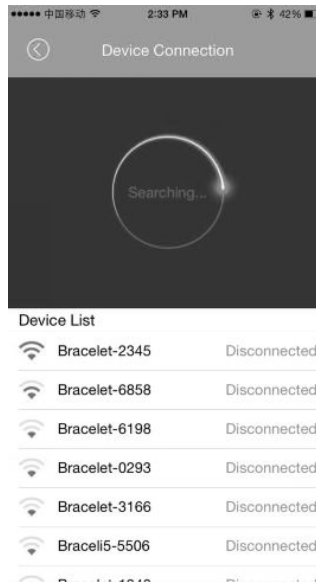 中国移动 2:33 PM 42%
Device Connection
Searching...
Device List
Bracelet-2345 Disconnected
Bracelet-6858 Disconnected
Bracelet-6198 Disconnected
Bracelet-0293 Disconnected
Bracelet-3166 Disconnected
Braceli5-5506 Disconnected